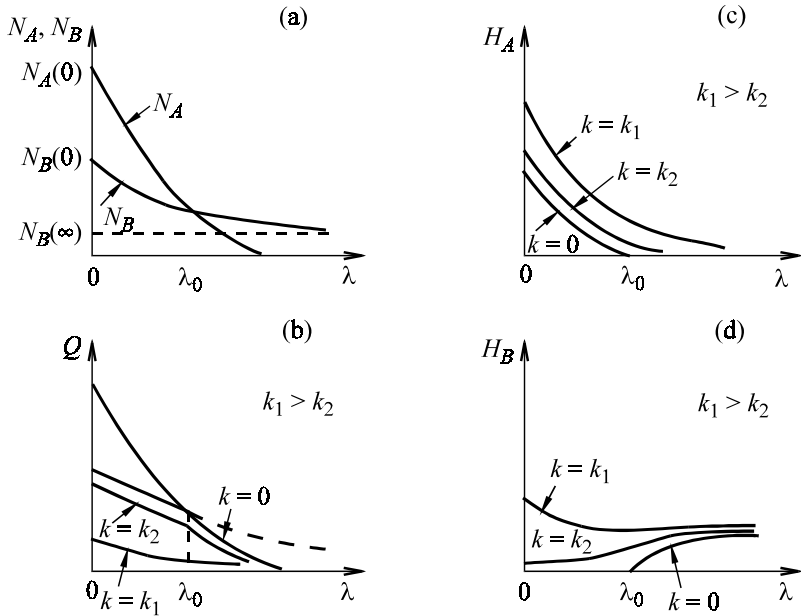 (a)
N_A, N_B
N_A(0)
N_A
N_B(0)
N_B
N_B(∞)
0 λ_0 λ
(c)
H_A
k_1 > k_2
k = k_1
k = k_2
k = 0
0 λ_0 λ
(b)
Q
k_1 > k_2
k = 0
k = k_2
0 λ_0 λ
k = k_1
(d)
H_B
k_1 > k_2
k = k_1
k = k_2
0 λ_0 k = 0 λ